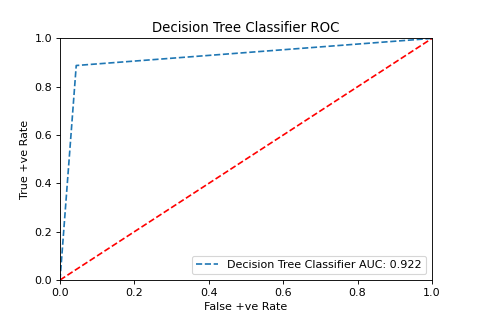 Decision Tree Classifier ROC
1.0
0.8
0.6
0.4
0.2
0.0
True +ve Rate
Decision Tree Classifier AUC: 0.922
0.0 0.2 0.4 0.6 0.8 1.0
False +ve Rate